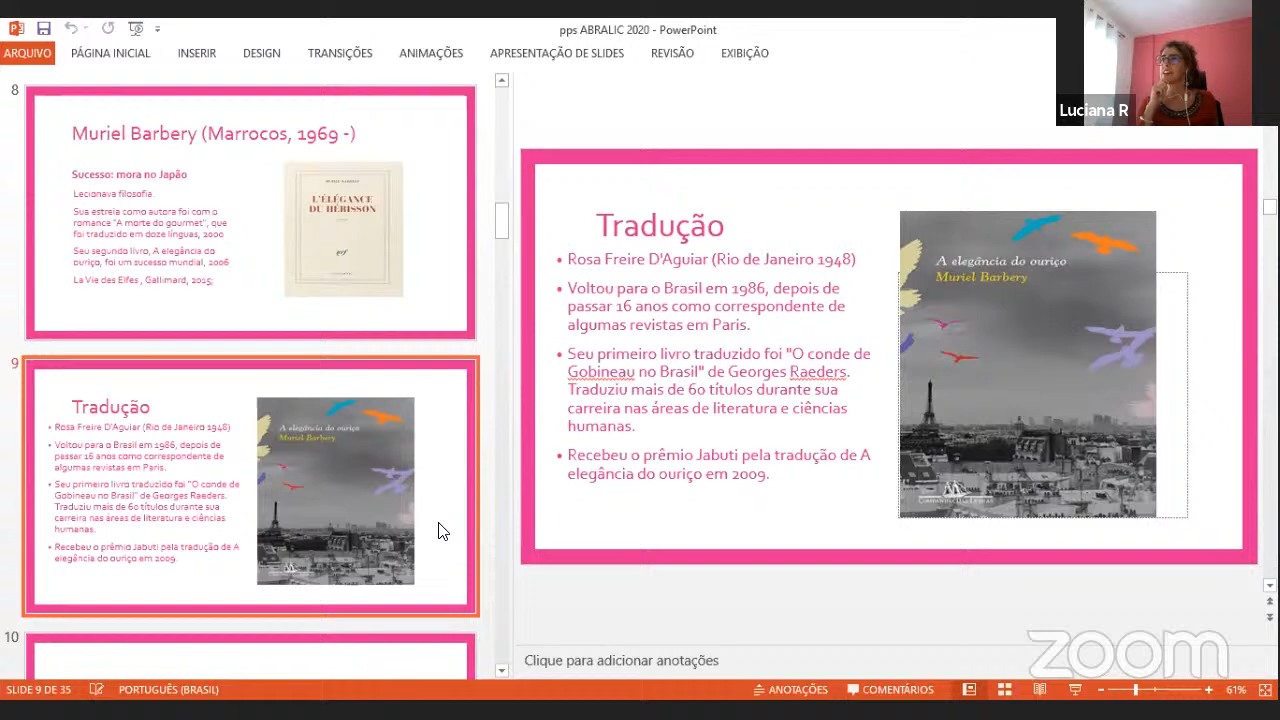 pps ABRALIC 2020 - PowerPoint
ARQUIVO PÁGINA INICIAL INSERIR DESIGN TRANSIÇÕES ANIMAÇÕES APRESENTAÇÃO DE SLIDES REVISÃO EXIBIÇÃO
Luciana R
8
Muriel Barbery (Marrocos, 1969 -)
Sucesso: mora no Japão
Lecionava filosofia.
Sua estreia como autora foi com o
romance "A morte do gourmet", que
foi traduzido em doze línguas, 2000
Seu segundo livro, A elegância do
ouriço, foi um sucesso mundial, 2006
La Vie des Elfes , Gallimard, 2015;
MURIEL BARBERY
L'ÉLÉGANCE
DU HÉRISSON
nrf
9
Tradução
• Rosa Freire D'Aguiar (Rio de Janeiro 1948)
• Voltou para o Brasil em 1986, depois de
passar 16 anos como correspondente de
algumas revistas em Paris.
• Seu primeiro livro traduzido foi "O conde de
Gobineau no Brasil" de Georges Raeders.
Traduziu mais de 60 títulos durante sua
carreira nas áreas de literatura e ciências
humanas.
• Recebeu o prêmio Jabuti pela tradução de A
elegância do ouriço em 2009.
A elegância do ouriço
Muriel Barbery
10
Tradução
• Rosa Freire D'Aguiar (Rio de Janeiro 1948)
• Voltou para o Brasil em 1986, depois de
passar 16 anos como correspondente de
algumas revistas em Paris.
• Seu primeiro livro traduzido foi "O conde de
Gobineau no Brasil" de Georges Raeders.
Traduziu mais de 60 títulos durante sua
carreira nas áreas de literatura e ciências
humanas.
• Recebeu o prêmio Jabuti pela tradução de A
elegância do ouriço em 2009.
A elegância do ouriço
Muriel Barbery
COMPANHIA DAS LETRAS
Clique para adicionar anotações
zoom
SLIDE 9 DE 35 PORTUGUÊS (BRASIL) ANOTAÇÕES COMENTÁRIOS 61%